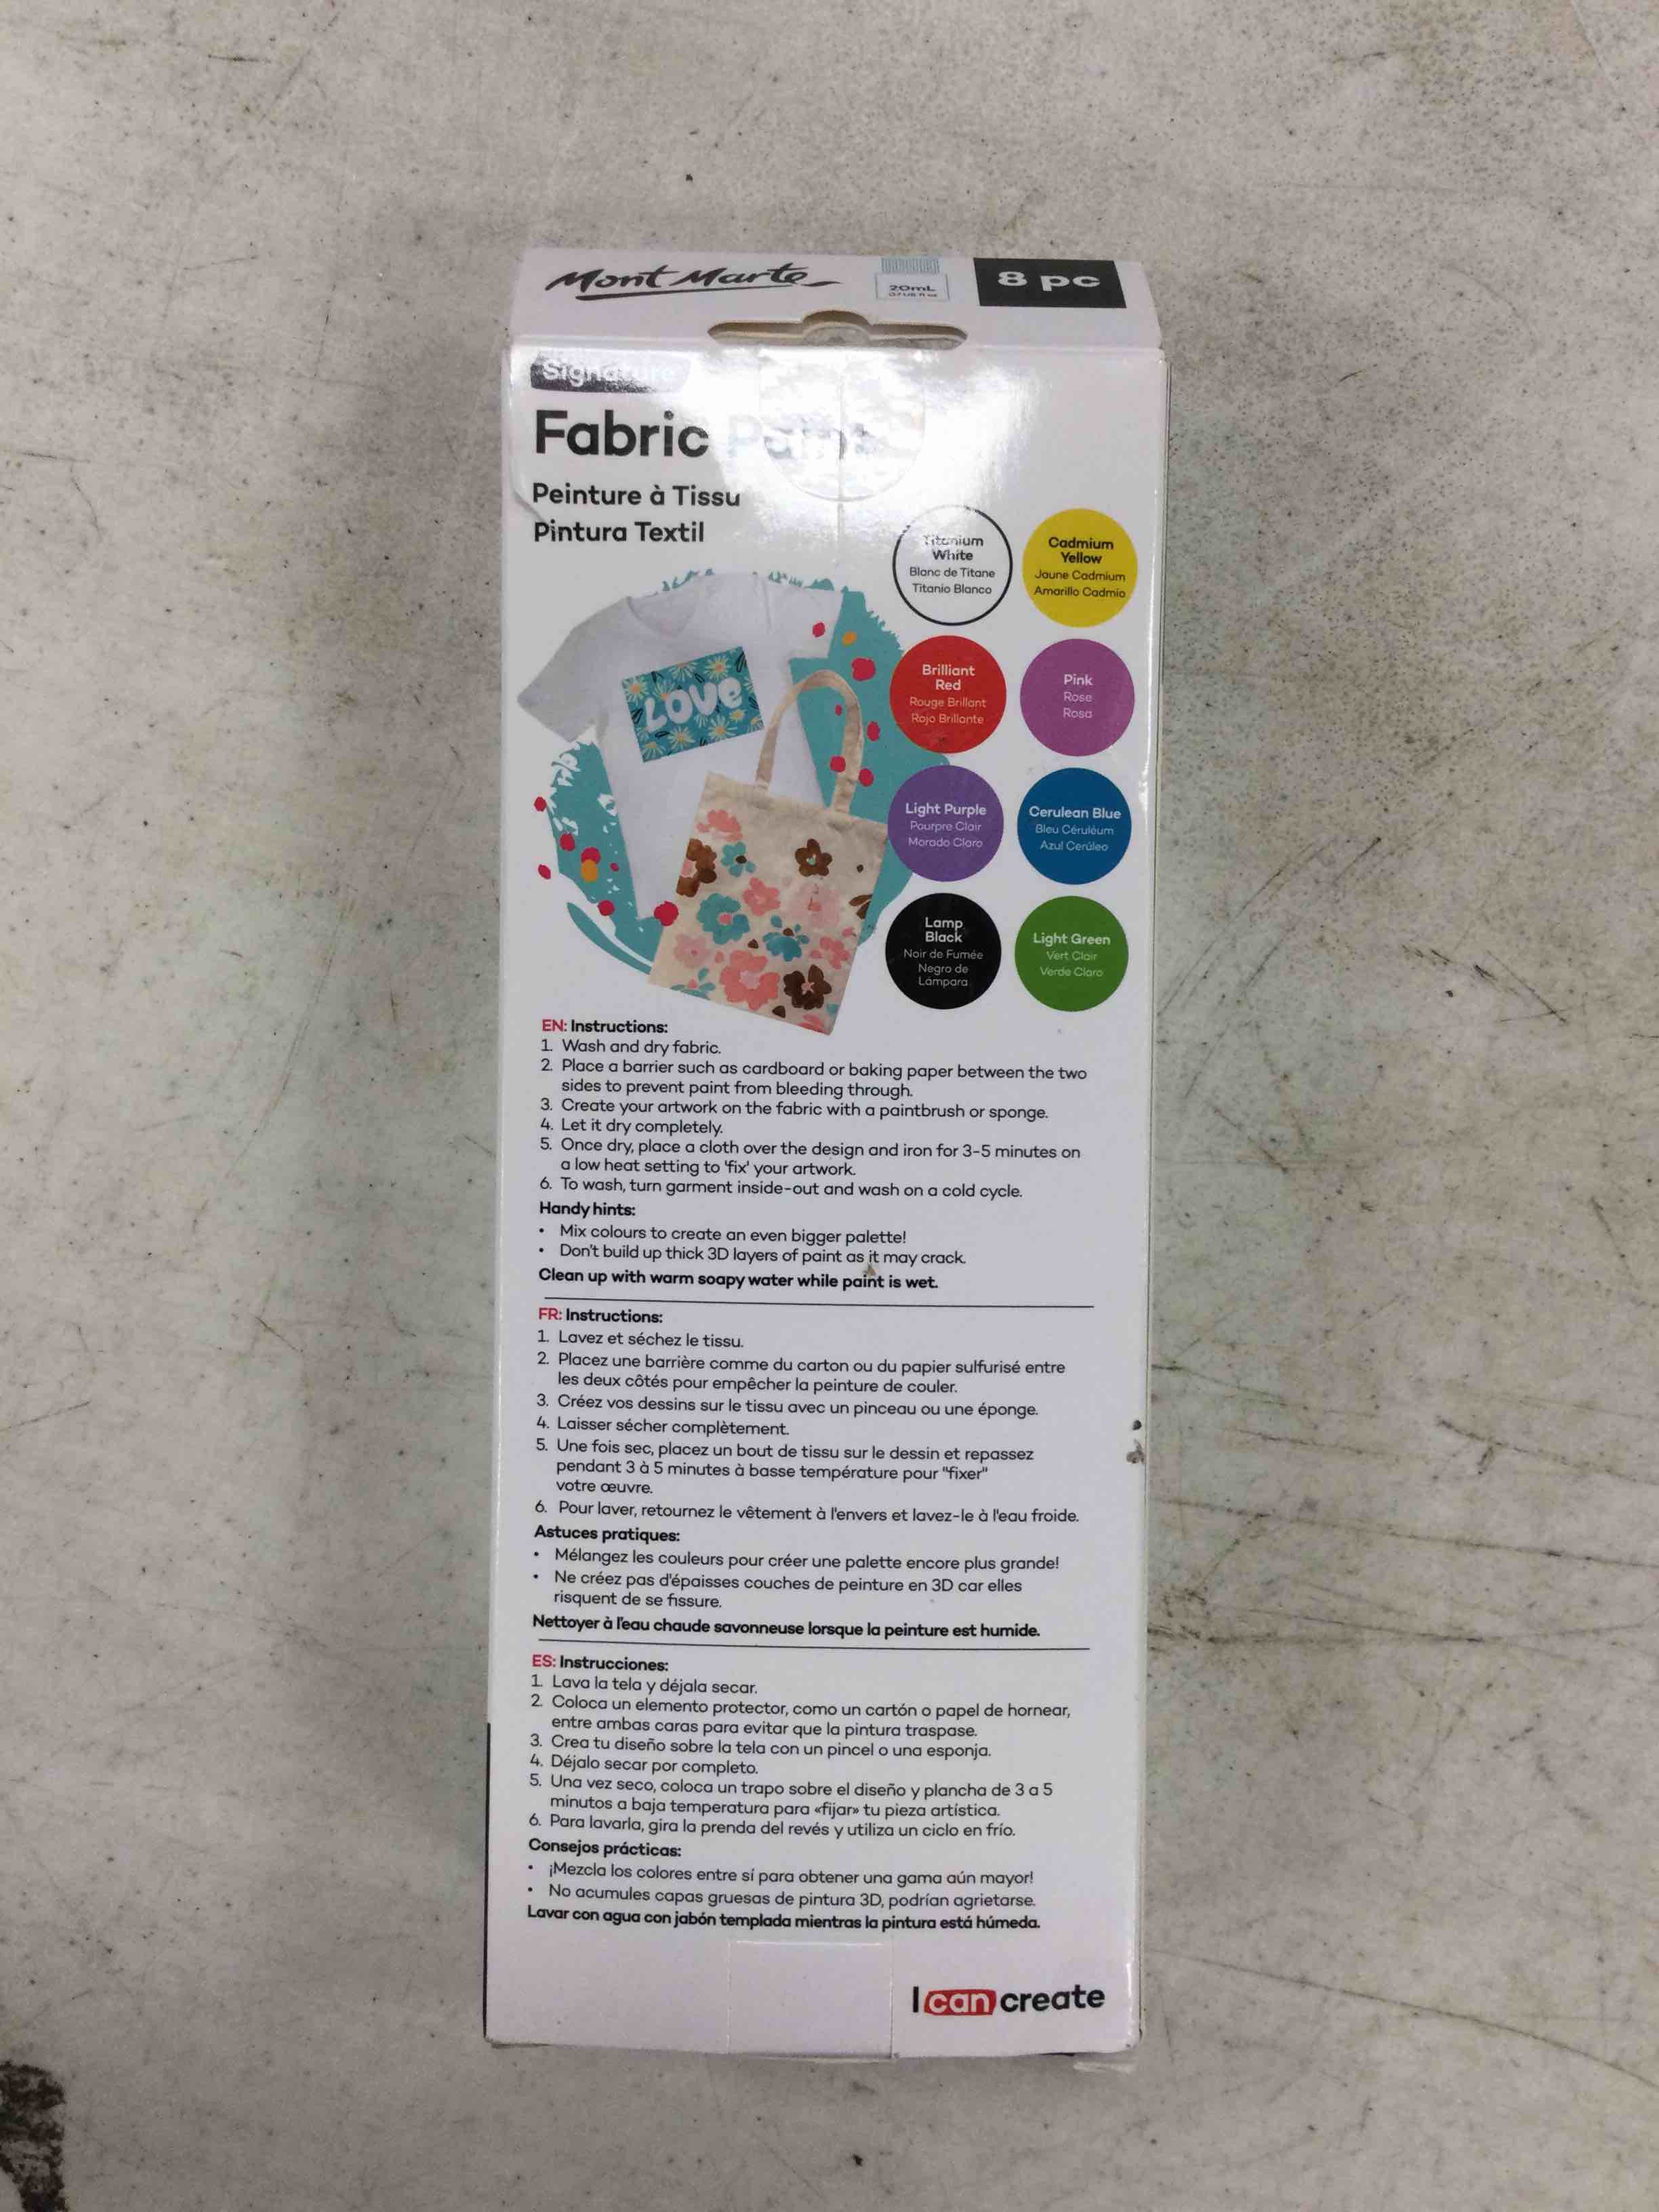 Mont Marte
20mL
8 pc
Signature
Fabric Paint
Peinture à Tissu
Pintura Textil
Titanium
White
Blanc de Titane
Titanio Blanco
Cadmium
Yellow
Jaune Cadmium
Amarillo Cadmio
Brilliant
Red
Rouge Brillant
Rojo Brillante
Pink
Rose
Rosa
LOVE
Light Purple
Pourpre Clair
Morado Claro
Cerulean Blue
Bleu Céruléum
Azul Cerúleo
Lamp
Black
Noir de Fumée
Negro de
Lámpara
Light Green
Vert Clair
Verde Claro
EN: Instructions:
1. Wash and dry fabric.
2. Place a barrier such as cardboard or baking paper between the two
sides to prevent paint from bleeding through.
3. Create your artwork on the fabric with a paintbrush or sponge.
4. Let it dry completely.
5. Once dry, place a cloth over the design and iron for 3-5 minutes on
a low heat setting to 'fix' your artwork.
6. To wash, turn garment inside-out and wash on a cold cycle.
Handy hints:
• Mix colours to create an even bigger palette!
• Don't build up thick 3D layers of paint as it may crack.
Clean up with warm soapy water while paint is wet.
FR: Instructions:
1. Lavez et séchez le tissu.
2. Placez une barrière comme du carton ou du papier sulfurisé entre
les deux côtés pour empêcher la peinture de couler.
3. Créez vos dessins sur le tissu avec un pinceau ou une éponge.
4. Laisser sécher complètement.
5. Une fois sec, placez un bout de tissu sur le dessin et repassez
pendant 3 à 5 minutes à basse température pour "fixer"
votre œuvre.
6. Pour laver, retournez le vêtement à l'envers et lavez-le à l'eau froide.
Astuces pratiques:
• Mélangez les couleurs pour créer une palette encore plus grande!
• Ne créez pas d'épaisses couches de peinture en 3D car elles
risquent de se fissure.
Nettoyer à l'eau chaude savonneuse lorsque la peinture est humide.
ES: Instrucciones:
1. Lava la tela y déjala secar.
2. Coloca un elemento protector, como un cartón o papel de hornear,
entre ambas caras para evitar que la pintura traspase.
3. Crea tu diseño sobre la tela con un pincel o una esponja.
4. Déjalo secar por completo.
5. Una vez seco, coloca un trapo sobre el diseño y plancha de 3 a 5
minutos a baja temperatura para «fijar» tu pieza artística.
6. Para lavarla, gira la prenda del revés y utiliza un ciclo en frío.
Consejos prácticas:
• ¡Mezcla los colores entre sí para obtener una gama aún mayor!
• No acumules capas gruesas de pintura 3D, podrían agrietarse.
Lavar con agua con jabón templada mientras la pintura está húmeda.
I can create